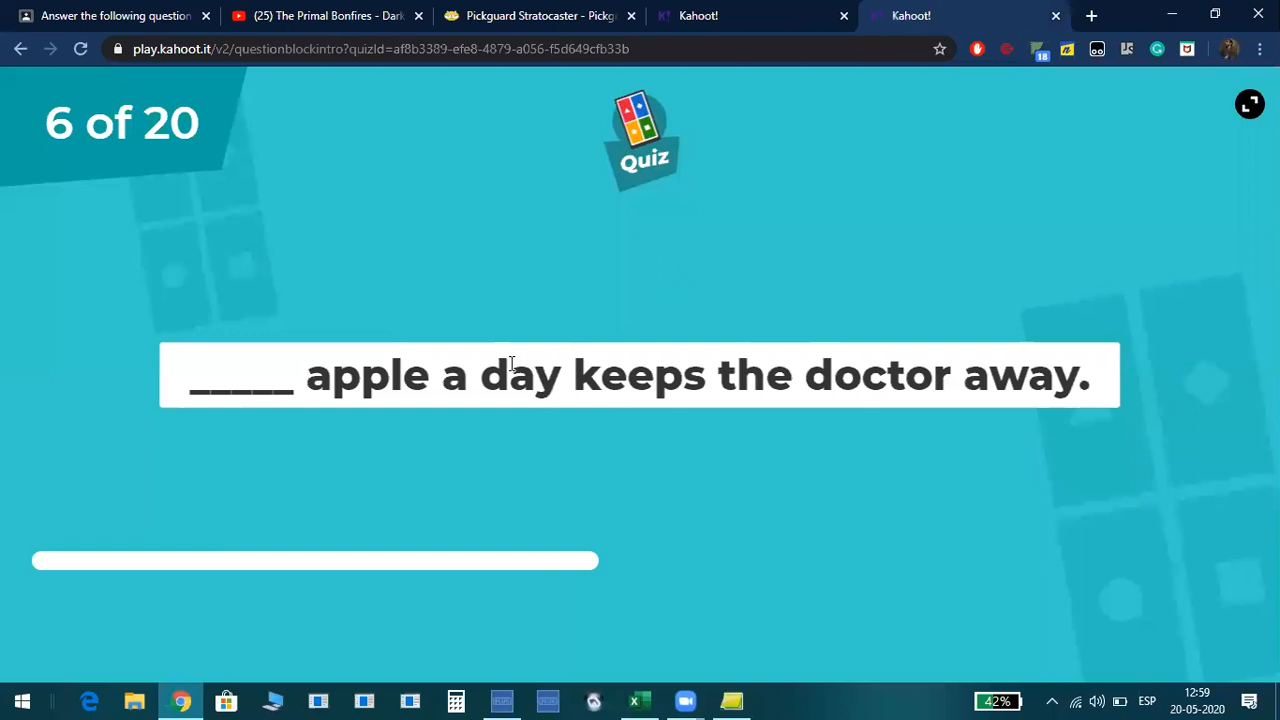 Answer the following question
(25) The Primal Bonfires - Dark
Pickguard Stratocaster - Pickg
Kahoot!
Kahoot!
play.kahoot.it/v2/questionblockintro?quizId=af8b3389-efe8-4879-a056-f5d649cfb33b
18
6 of 20
Quiz
_____ apple a day keeps the doctor away.
42%
ESP
12:59
20-05-2020